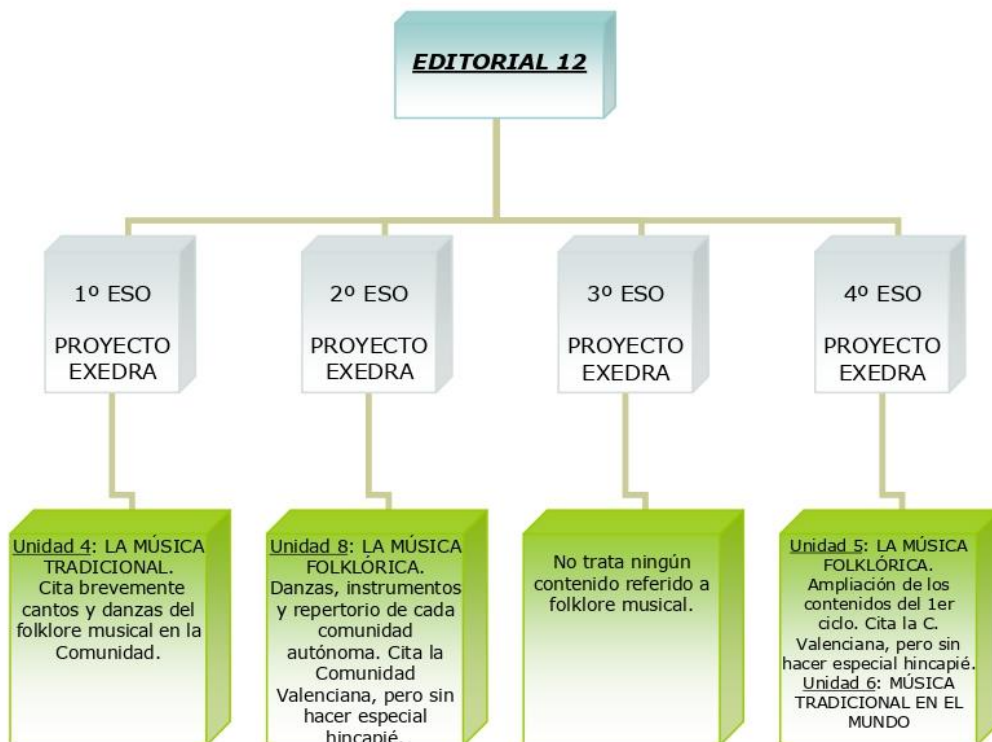 EDITORIAL 12
1º ESO
PROYECTO
EXEDRA
2º ESO
PROYECTO
EXEDRA
3º ESO
PROYECTO
EXEDRA
4º ESO
PROYECTO
EXEDRA
Unidad 4: LA MÚSICA
TRADICIONAL.
Cita brevemente
cantos y danzas del
folklore musical en la
Comunidad.
Unidad 8: LA MÚSICA
FOLKLÓRICA.
Danzas, instrumentos
y repertorio de cada
comunidad
autónoma. Cita la
Comunidad
Valenciana, pero sin
hacer especial
hincapié.
No trata ningún
contenido referido a
folklore musical.
Unidad 5: LA MÚSICA
FOLKLÓRICA.
Ampliación de los
contenidos del 1er
ciclo. Cita la C.
Valenciana, pero sin
hacer especial hincapié.
Unidad 6: MÚSICA
TRADICIONAL EN EL
MUNDO